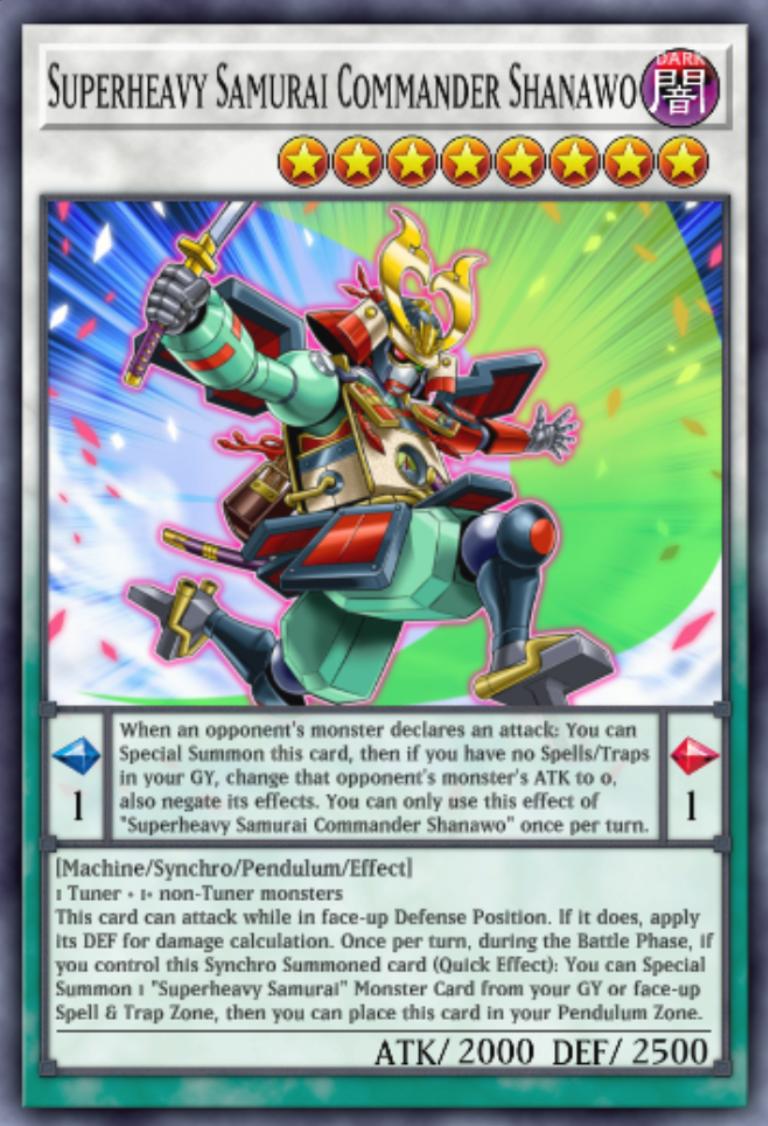 Superheavy Samurai Commander Shanawo
DARK
闇
When an opponent's monster declares an attack: You can
Special Summon this card, then if you have no Spells/Traps
in your GY, change that opponent's monster's ATK to 0,
also negate its effects. You can only use this effect of
"Superheavy Samurai Commander Shanawo" once per turn.
1
1
[Machine/Synchro/Pendulum/Effect]
1 Tuner + 1+ non-Tuner monsters
This card can attack while in face-up Defense Position. If it does, apply
its DEF for damage calculation. Once per turn, during the Battle Phase, if
you control this Synchro Summoned card (Quick Effect): You can Special
Summon 1 "Superheavy Samurai" Monster Card from your GY or face-up
Spell & Trap Zone, then you can place this card in your Pendulum Zone.
ATK/ 2000 DEF/ 2500